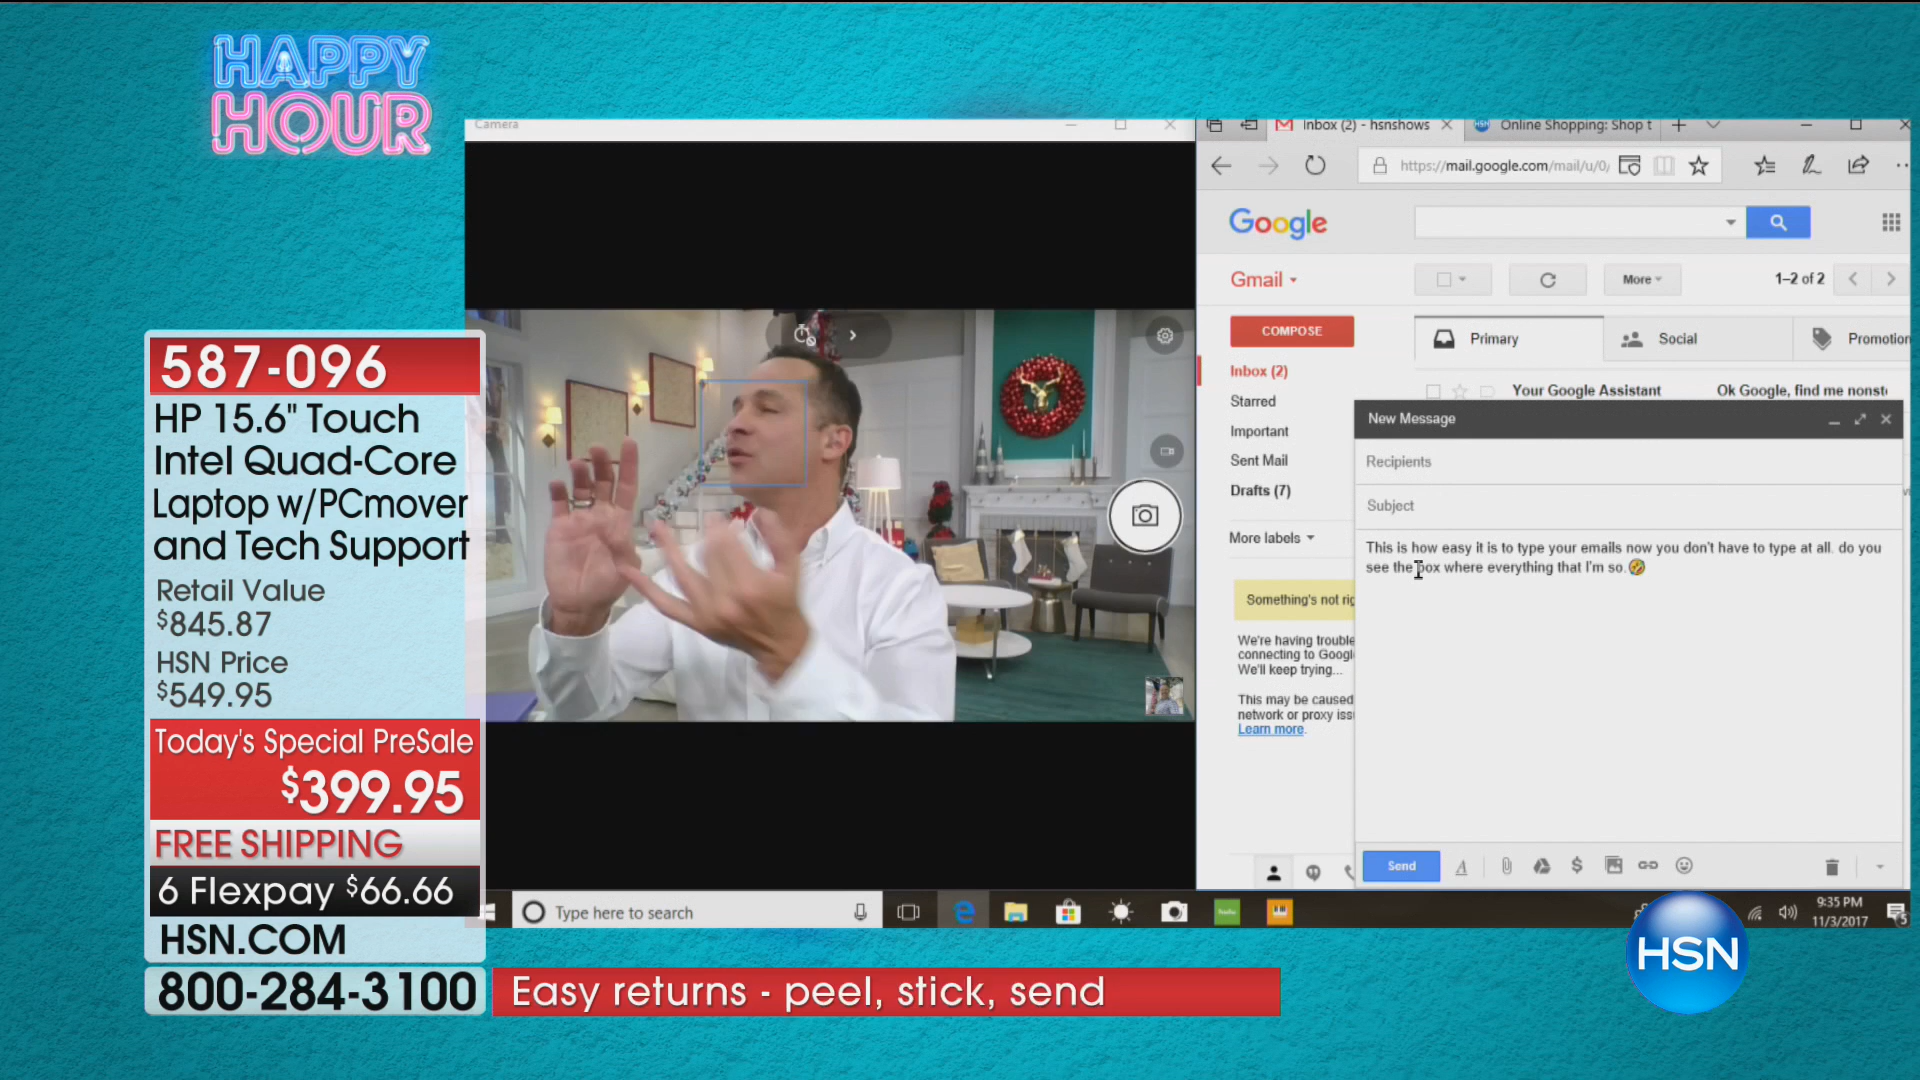 HAPPY
HOUR
587-096
HP 15.6" Touch
Intel Quad-Core
Laptop w/PCmover
and Tech Support
Retail Value
$845.87
HSN Price
$549.95
Today's Special PreSale
$399.95
FREE SHIPPING
6 Flexpay $66.66
HSN.COM
800-284-3100
Easy returns - peel, stick, send
HSN
Camera
Inbox (2) - hsnshows
Online Shopping: Shop t
https://mail.google.com/mail/u/0/
Google
Gmail
More
1–2 of 2
COMPOSE
Primary
Social
Promotion
Inbox (2)
Starred
Important
Sent Mail
Drafts (7)
More labels
Your Google Assistant
Ok Google, find me nonst
New Message
Recipients
Subject
This is how easy it is to type your emails now you don't have to type at all. do you
see the box where everything that I'm so.🤣
Something's not rig
We're having trouble
connecting to Googl
We'll keep trying...
This may be caused
network or proxy iss
Learn more.
Send
Type here to search
hulu
9:35 PM
11/3/2017
5